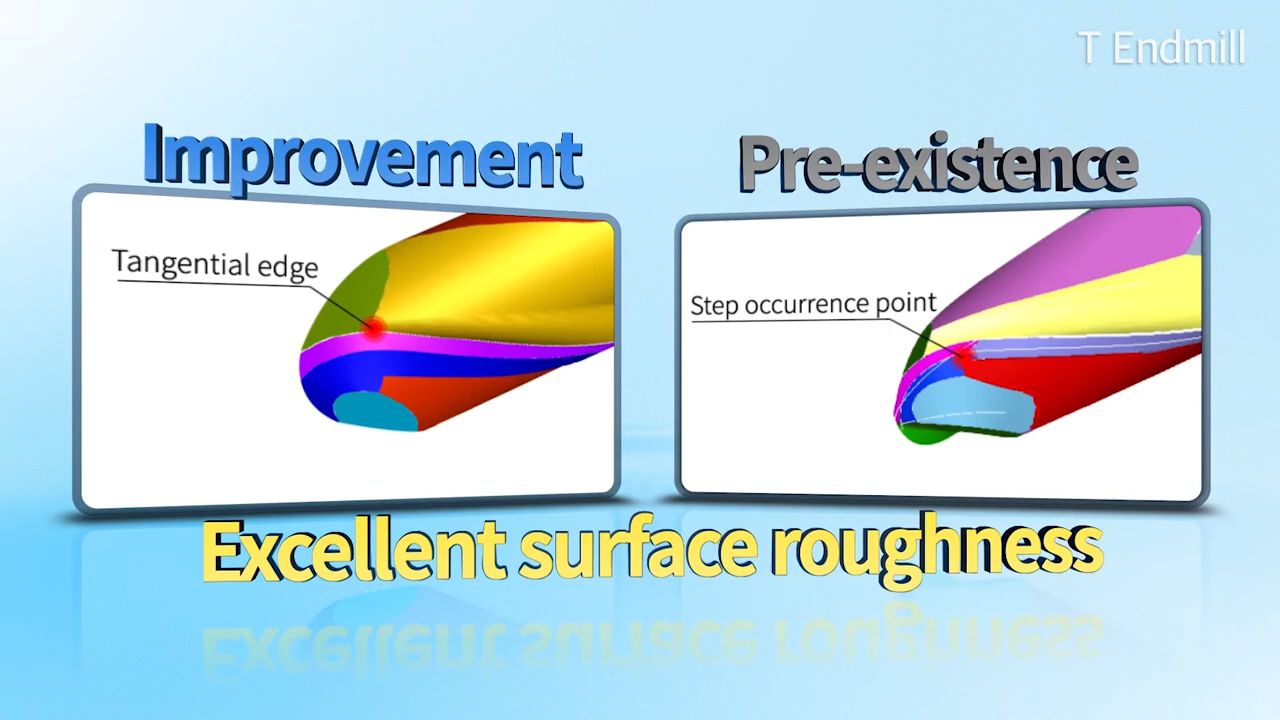 T Endmill
Improvement
Pre-existence
Tangential edge
Step occurrence point
Excellent surface roughness